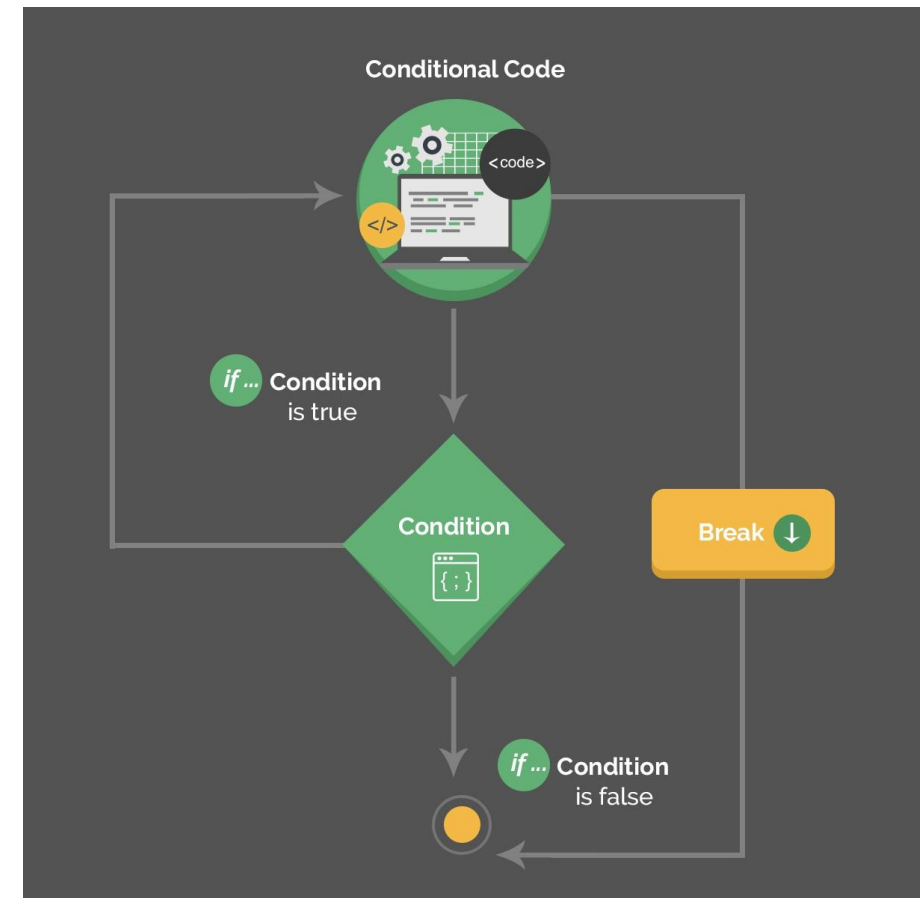 Conditional Code
<code>
</>
if ... Condition
is true
Condition
{ ; }
Break ↓
if ... Condition
is false